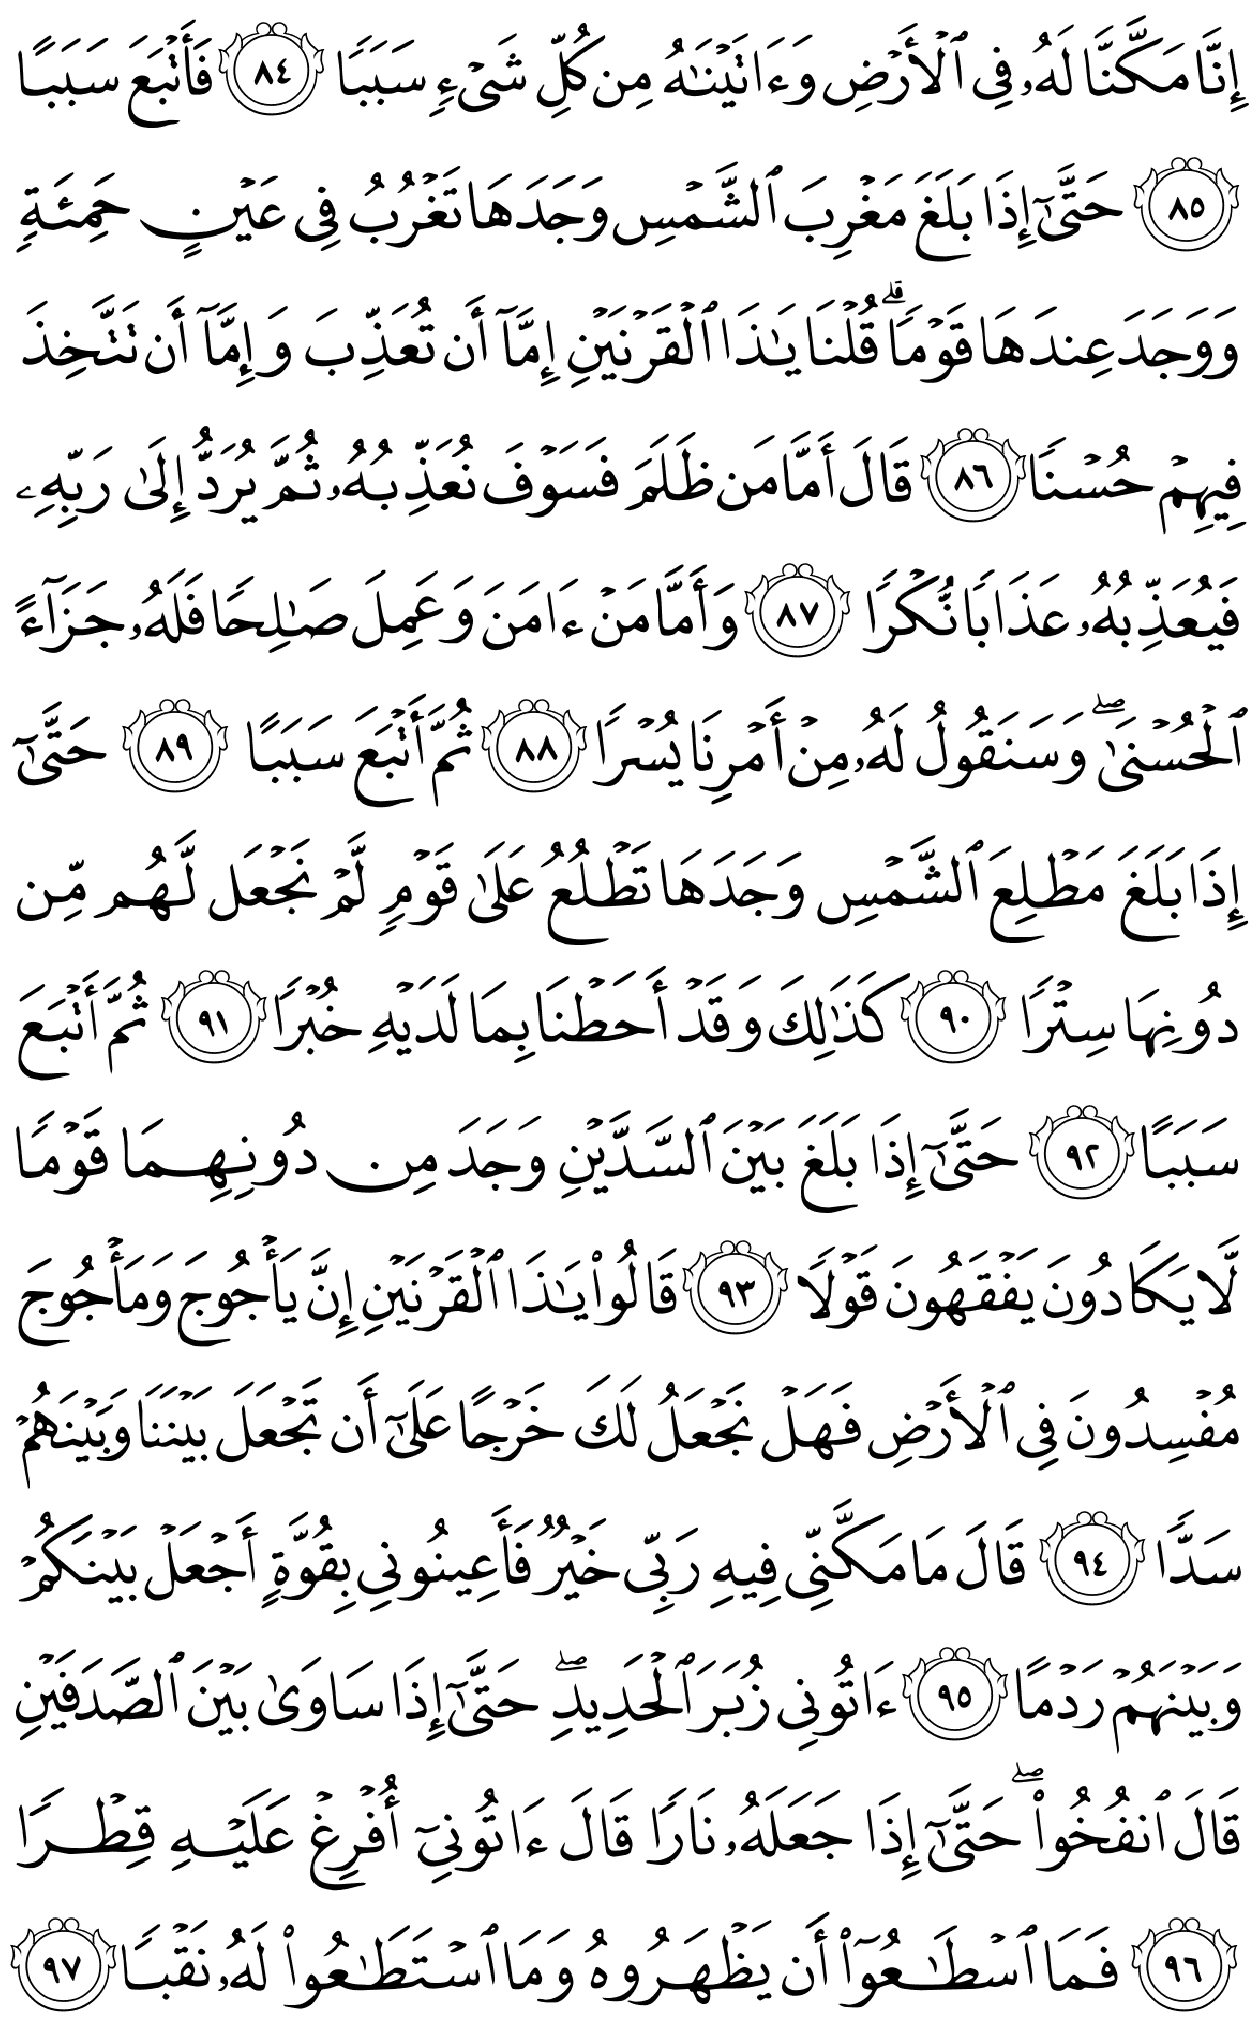 إِنَّا مَكَّنَّا لَهُۥ فِى ٱلْأَرْضِ وَءَاتَيْنَـٰهُ مِن كُلِّ شَىْءٍ سَبَبًا ٨٤ فَأَتْبَعَ سَبَبًا
٨٥ حَتَّىٰٓ إِذَا بَلَغَ مَغْرِبَ ٱلشَّمْسِ وَجَدَهَا تَغْرُبُ فِى عَيْنٍ حَمِئَةٍ
وَوَجَدَ عِندَهَا قَوْمًا ۗ قُلْنَا يَـٰذَا ٱلْقَرْنَيْنِ إِمَّآ أَن تُعَذِّبَ وَإِمَّآ أَن تَتَّخِذَ
فِيهِمْ حُسْنًا ٨٦ قَالَ أَمَّا مَن ظَلَمَ فَسَوْفَ نُعَذِّبُهُۥ ثُمَّ يُرَدُّ إِلَىٰ رَبِّهِۦ
فَيُعَذِّبُهُۥ عَذَابًا نُّكْرًا ٨٧ وَأَمَّا مَنْ ءَامَنَ وَعَمِلَ صَـٰلِحًا فَلَهُۥ جَزَآءً
ٱلْحُسْنَىٰ ۖ وَسَنَقُولُ لَهُۥ مِنْ أَمْرِنَا يُسْرًا ٨٨ ثُمَّ أَتْبَعَ سَبَبًا ٨٩ حَتَّىٰٓ
إِذَا بَلَغَ مَطْلِعَ ٱلشَّمْسِ وَجَدَهَا تَطْلُعُ عَلَىٰ قَوْمٍ لَّمْ نَجْعَل لَّهُم مِّن
دُونِهَا سِتْرًا ٩٠ كَذَٰلِكَ وَقَدْ أَحَطْنَا بِمَا لَدَيْهِ خُبْرًا ٩١ ثُمَّ أَتْبَعَ
سَبَبًا ٩٢ حَتَّىٰٓ إِذَا بَلَغَ بَيْنَ ٱلسَّدَّيْنِ وَجَدَ مِن دُونِهِمَا قَوْمًا
لَّا يَكَادُونَ يَفْقَهُونَ قَوْلًا ٩٣ قَالُوا۟ يَـٰذَا ٱلْقَرْنَيْنِ إِنَّ يَأْجُوجَ وَمَأْجُوجَ
مُفْسِدُونَ فِى ٱلْأَرْضِ فَهَلْ نَجْعَلُ لَكَ خَرْجًا عَلَىٰٓ أَن تَجْعَلَ بَيْنَنَا وَبَيْنَهُمْ
سَدًّا ٩٤ قَالَ مَا مَكَّنِّى فِيهِ رَبِّى خَيْرٌ فَأَعِينُونِى بِقُوَّةٍ أَجْعَلْ بَيْنَكُمْ
وَبَيْنَهُمْ رَدْمًا ٩٥ ءَاتُونِى زُبَرَ ٱلْحَدِيدِ ۖ حَتَّىٰٓ إِذَا سَاوَىٰ بَيْنَ ٱلصَّدَفَيْنِ
قَالَ ٱنفُخُوا۟ ۖ حَتَّىٰٓ إِذَا جَعَلَهُۥ نَارًا قَالَ ءَاتُونِىٓ أُفْرِغْ عَلَيْهِ قِطْرًا
٩٦ فَمَا ٱسْطَـٰعُوٓا۟ أَن يَظْهَرُوهُ وَمَا ٱسْتَطَـٰعُوا۟ لَهُۥ نَقْبًا ٩٧